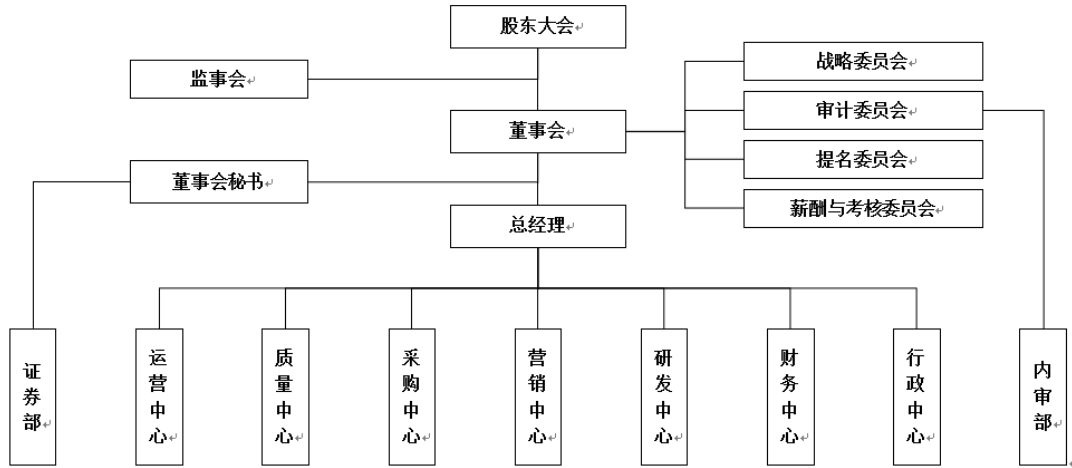 股东大会
监事会
战略委员会
审计委员会
董事会
提名委员会
董事会秘书
薪酬与考核委员会
总经理
证券部
运营中心
质量中心
采购中心
营销中心
研发中心
财务中心
行政中心
内审部